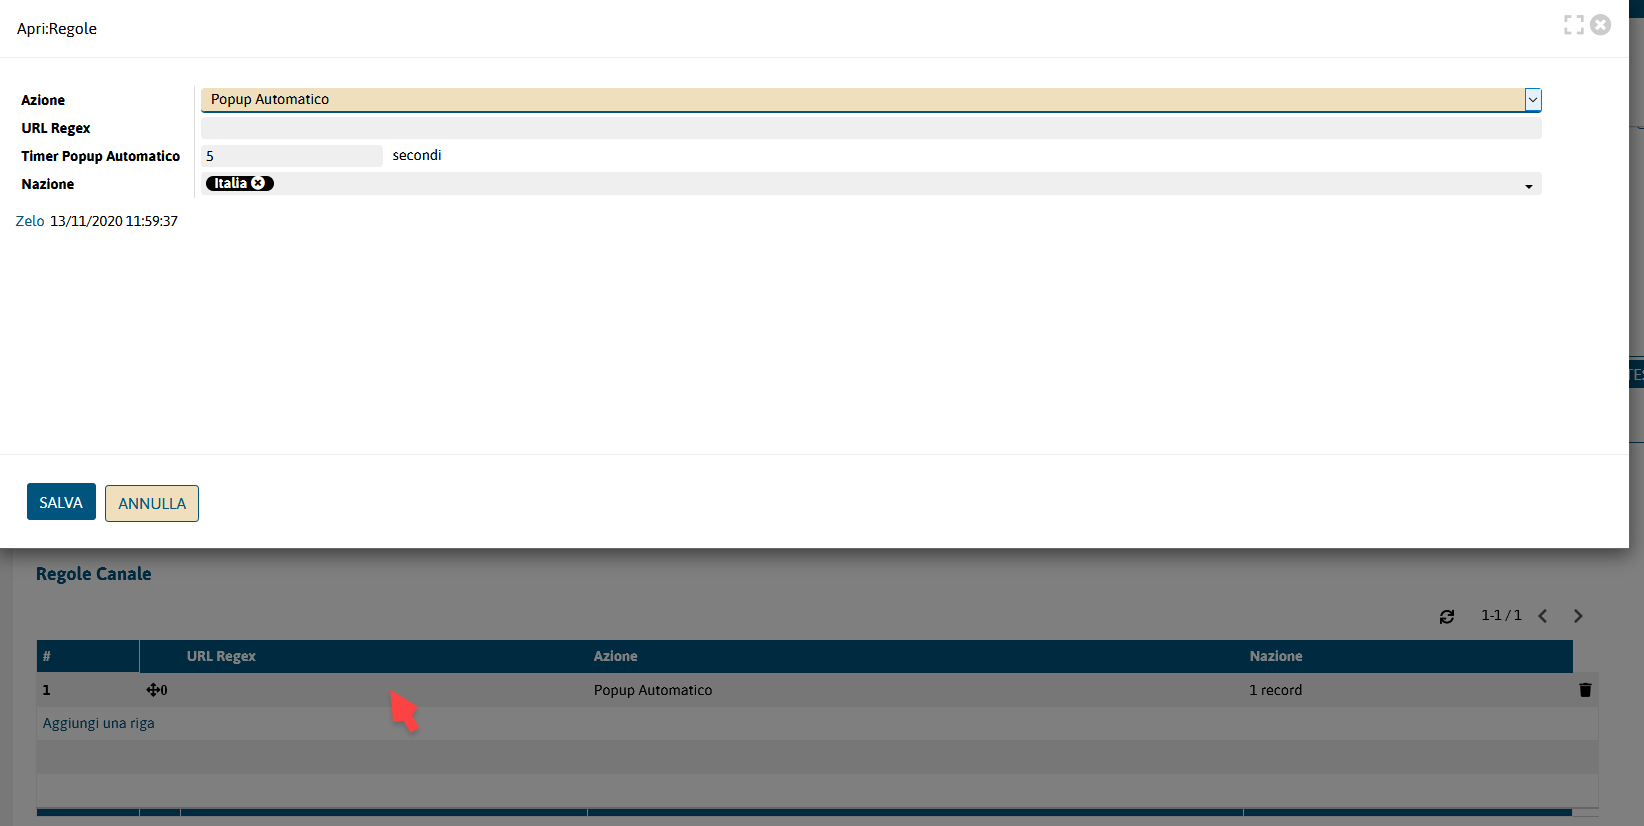 Apri:Regole
Azione Popup Automatico
URL Regex
Timer Popup Automatico 5 secondi
Nazione Italia
Zelo 13/11/2020 11:59:37
SALVA ANNULLA
Regole Canale
1-1 / 1
# URL Regex Azione Nazione
1 0 Popup Automatico 1 record
Aggiungi una riga